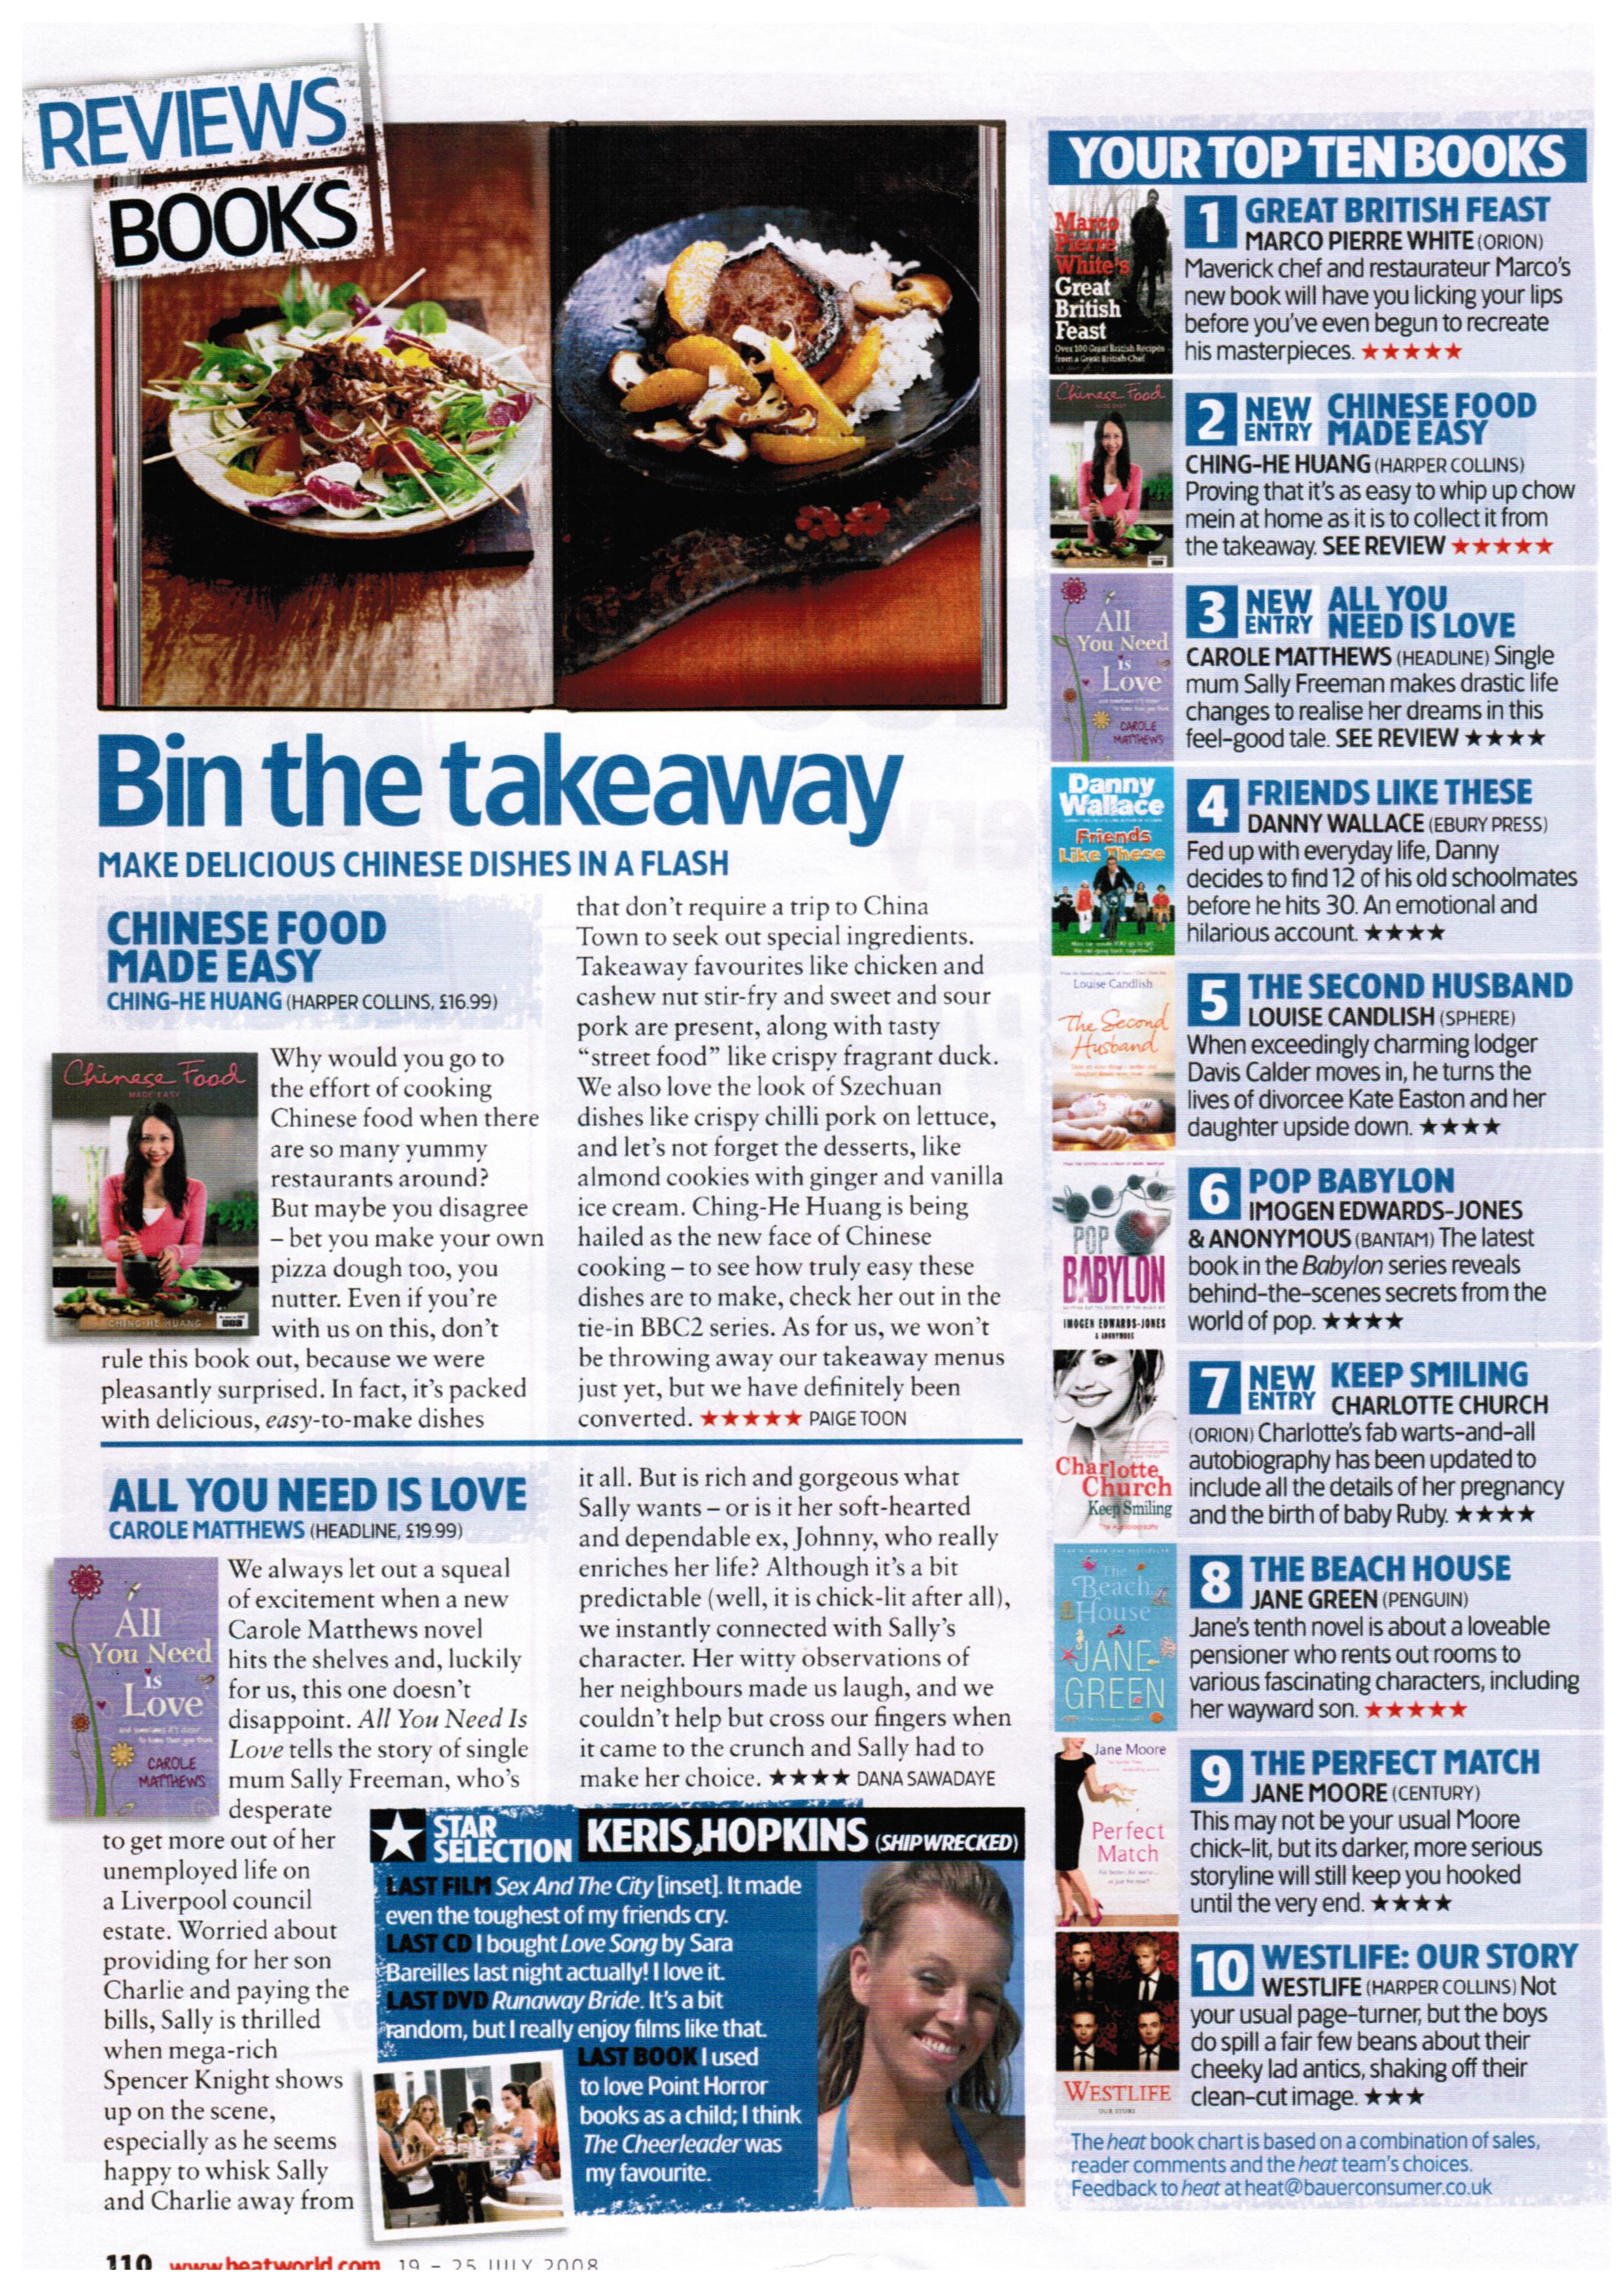 REVIEWS
BOOKS
Bin the takeaway
MAKE DELICIOUS CHINESE DISHES IN A FLASH
CHINESE FOOD
MADE EASY
CHING-HE HUANG (HARPER COLLINS, £16.99)
Chinese Food
MADE EASY
CHING-HE HUANG
Why would you go to
the effort of cooking
Chinese food when there
are so many yummy
restaurants around?
But maybe you disagree
– bet you make your own
pizza dough too, you
nutter. Even if you're
with us on this, don't
rule this book out, because we were
pleasantly surprised. In fact, it's packed
with delicious, easy-to-make dishes
that don't require a trip to China
Town to seek out special ingredients.
Takeaway favourites like chicken and
cashew nut stir-fry and sweet and sour
pork are present, along with tasty
“street food” like crispy fragrant duck.
We also love the look of Szechuan
dishes like crispy chilli pork on lettuce,
and let's not forget the desserts, like
almond cookies with ginger and vanilla
ice cream. Ching-He Huang is being
hailed as the new face of Chinese
cooking – to see how truly easy these
dishes are to make, check her out in the
tie-in BBC2 series. As for us, we won't
be throwing away our takeaway menus
just yet, but we have definitely been
converted. ★★★★★ PAIGE TOON
ALL YOU NEED IS LOVE
CAROLE MATTHEWS (HEADLINE, £19.99)
All
You Need
is
Love
CAROLE
MATTHEWS
We always let out a squeal
of excitement when a new
Carole Matthews novel
hits the shelves and, luckily
for us, this one doesn't
disappoint. All You Need Is
Love tells the story of single
mum Sally Freeman, who's
desperate
to get more out of her
unemployed life on
a Liverpool council
estate. Worried about
providing for her son
Charlie and paying the
bills, Sally is thrilled
when mega-rich
Spencer Knight shows
up on the scene,
especially as he seems
happy to whisk Sally
and Charlie away from
it all. But is rich and gorgeous what
Sally wants – or is it her soft-hearted
and dependable ex, Johnny, who really
enriches her life? Although it's a bit
predictable (well, it is chick-lit after all),
we instantly connected with Sally's
character. Her witty observations of
her neighbours made us laugh, and we
couldn't help but cross our fingers when
it came to the crunch and Sally had to
make her choice. ★★★★ DANA SAWADAYE
STAR
SELECTION KERIS HOPKINS (SHIPWRECKED)
LAST FILM Sex And The City [inset]. It made
even the toughest of my friends cry.
LAST CD I bought Love Song by Sara
Bareilles last night actually! I love it.
LAST DVD Runaway Bride. It's a bit
random, but I really enjoy films like that.
LAST BOOK I used
to love Point Horror
books as a child; I think
The Cheerleader was
my favourite.
YOUR TOP TEN BOOKS
Marco
Pierre
White's
Great
British
Feast
Over 100 Great British Recipes
from a Great British Chef
1 GREAT BRITISH FEAST
MARCO PIERRE WHITE (ORION)
Maverick chef and restaurateur Marco's
new book will have you licking your lips
before you've even begun to recreate
his masterpieces. ★★★★★
Chinese Food
2 NEW ENTRY CHINESE FOOD
MADE EASY
CHING-HE HUANG (HARPER COLLINS)
Proving that it's as easy to whip up chow
mein at home as it is to collect it from
the takeaway. SEE REVIEW ★★★★★
All
You Need
is
Love
CAROLE
MATTHEWS
3 NEW ENTRY ALL YOU
NEED IS LOVE
CAROLE MATTHEWS (HEADLINE) Single
mum Sally Freeman makes drastic life
changes to realise her dreams in this
feel-good tale. SEE REVIEW ★★★★
Danny
Wallace
Friends
Like These
4 FRIENDS LIKE THESE
DANNY WALLACE (EBURY PRESS)
Fed up with everyday life, Danny
decides to find 12 of his old schoolmates
before he hits 30. An emotional and
hilarious account. ★★★★
Louise Candlish
The Second
Husband
5 THE SECOND HUSBAND
LOUISE CANDLISH (SPHERE)
When exceedingly charming lodger
Davis Calder moves in, he turns the
lives of divorcee Kate Easton and her
daughter upside down. ★★★★
POP
BABYLON
IMOGEN EDWARDS-JONES
& ANONYMOUS
6 POP BABYLON
IMOGEN EDWARDS-JONES
& ANONYMOUS (BANTAM) The latest
book in the Babylon series reveals
behind-the-scenes secrets from the
world of pop. ★★★★
Charlotte
Church
Keep Smiling
7 NEW ENTRY KEEP SMILING
CHARLOTTE CHURCH
(ORION) Charlotte's fab warts-and-all
autobiography has been updated to
include all the details of her pregnancy
and the birth of baby Ruby. ★★★★
The
Beach
House
JANE
GREEN
8 THE BEACH HOUSE
JANE GREEN (PENGUIN)
Jane's tenth novel is about a loveable
pensioner who rents out rooms to
various fascinating characters, including
her wayward son. ★★★★★
Jane Moore
Perfect
Match
9 THE PERFECT MATCH
JANE MOORE (CENTURY)
This may not be your usual Moore
chick-lit, but its darker, more serious
storyline will still keep you hooked
until the very end. ★★★★
WESTLIFE
OUR STORY
10 WESTLIFE: OUR STORY
WESTLIFE (HARPER COLLINS) Not
your usual page-turner, but the boys
do spill a fair few beans about their
cheeky lad antics, shaking off their
clean-cut image. ★★★
The heat book chart is based on a combination of sales,
reader comments and the heat team's choices.
Feedback to heat at heat@bauerconsumer.co.uk
110 www.heatworld.com 19 – 25 JULY 2008